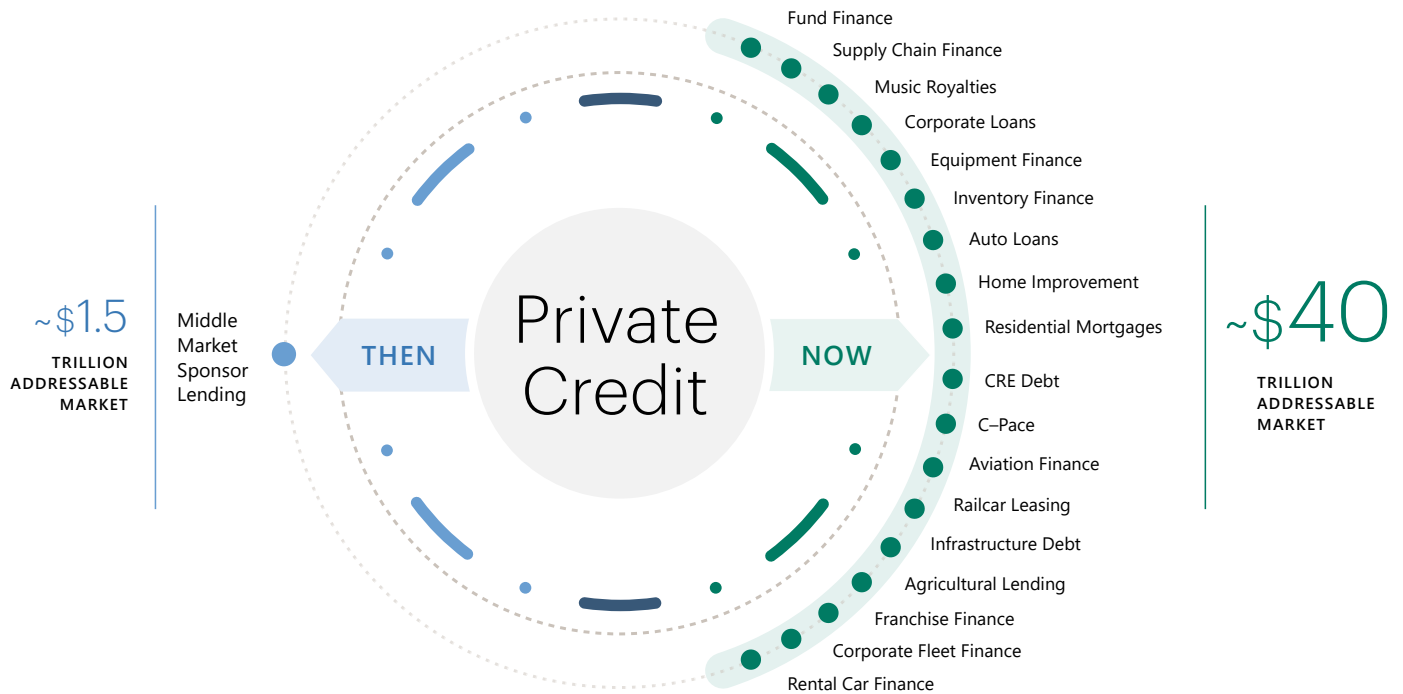 ~$1.5
TRILLION
ADDRESSABLE
MARKET
Middle
Market
Sponsor
Lending
THEN
Private
Credit
NOW
Fund Finance
Supply Chain Finance
Music Royalties
Corporate Loans
Equipment Finance
Inventory Finance
Auto Loans
Home Improvement
Residential Mortgages
CRE Debt
C–Pace
Aviation Finance
Railcar Leasing
Infrastructure Debt
Agricultural Lending
Franchise Finance
Corporate Fleet Finance
Rental Car Finance
~$40
TRILLION
ADDRESSABLE
MARKET